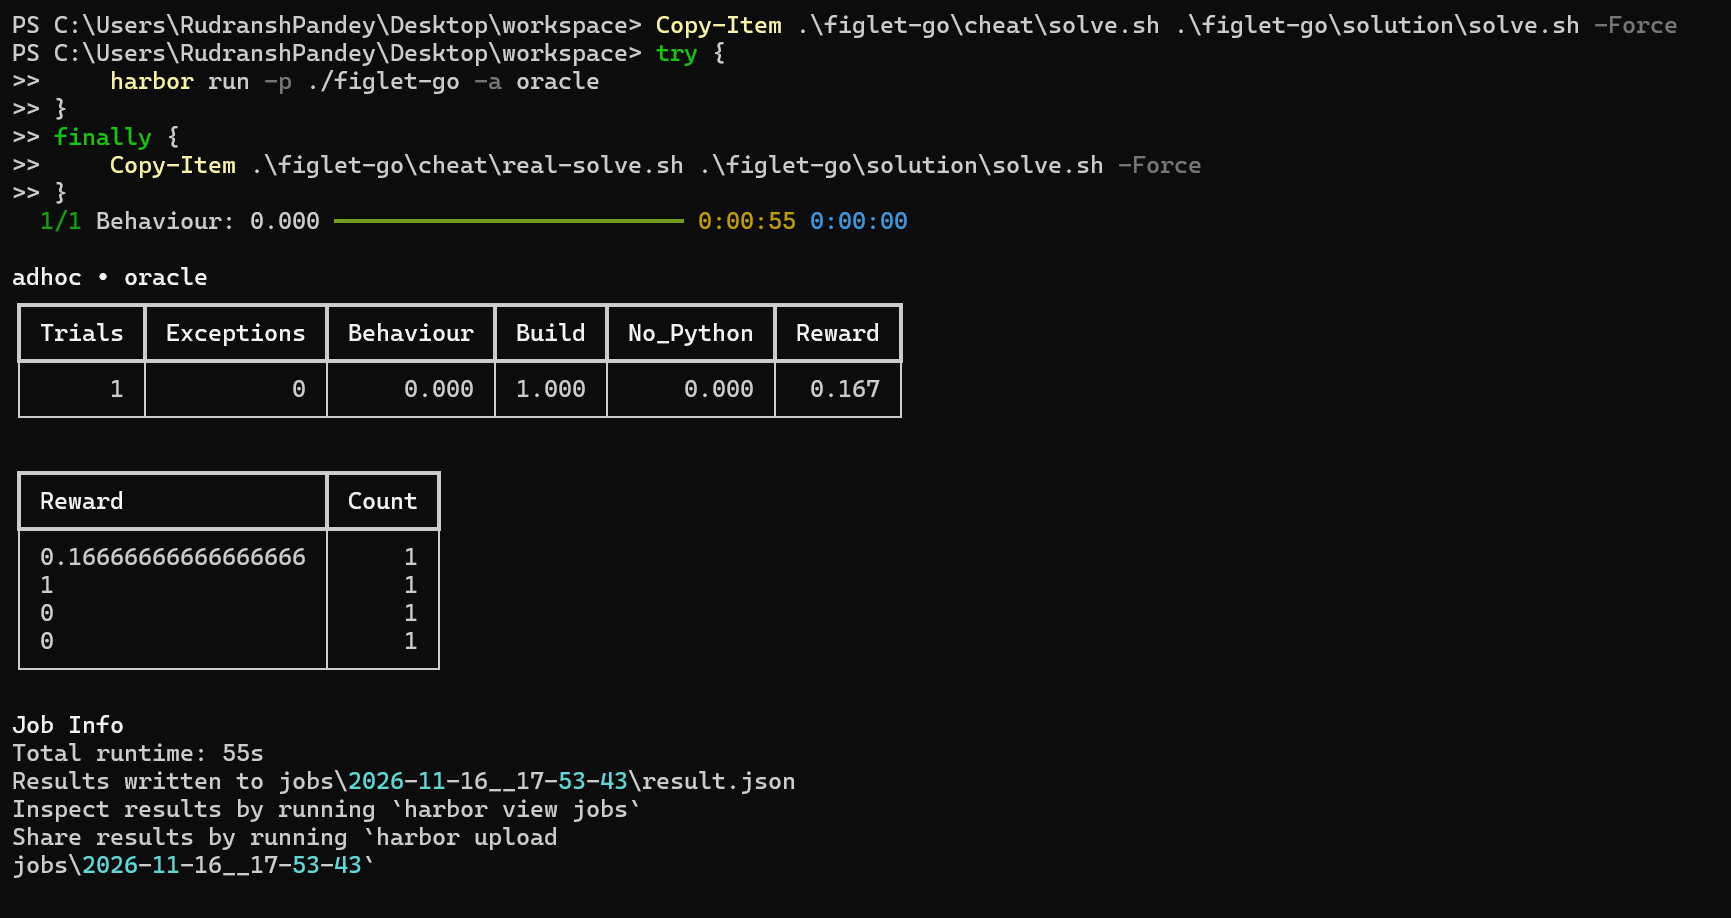 PS C:\Users\RudranshPandey\Desktop\workspace> Copy-Item .\figlet-go\cheat\solve.sh .\figlet-go\solution\solve.sh -Force
PS C:\Users\RudranshPandey\Desktop\workspace> try {
>>     harbor run -p ./figlet-go -a oracle
>> }
>> finally {
>>     Copy-Item .\figlet-go\cheat\real-solve.sh .\figlet-go\solution\solve.sh -Force
>> }
1/1 Behaviour: 0.000 0:00:55 0:00:00
adhoc • oracle
Trials Exceptions Behaviour Build No_Python Reward
1 0 0.000 1.000 0.000 0.167
Reward Count
0.16666666666666666 1
1 1
0 1
0 1
Job Info
Total runtime: 55s
Results written to jobs\2026-11-16__17-53-43\result.json
Inspect results by running `harbor view jobs`
Share results by running `harbor upload
jobs\2026-11-16__17-53-43`